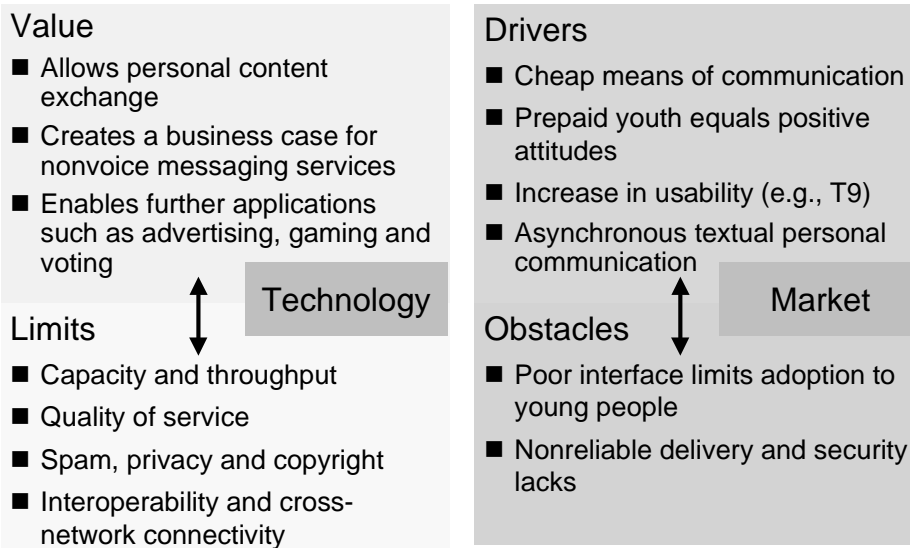 Value
■ Allows personal content
exchange
■ Creates a business case for
nonvoice messaging services
■ Enables further applications
such as advertising, gaming and
voting
Technology
Limits
■ Capacity and throughput
■ Quality of service
■ Spam, privacy and copyright
■ Interoperability and cross-
network connectivity
Drivers
■ Cheap means of communication
■ Prepaid youth equals positive
attitudes
■ Increase in usability (e.g., T9)
■ Asynchronous textual personal
communication
Market
Obstacles
■ Poor interface limits adoption to
young people
■ Nonreliable delivery and security
lacks